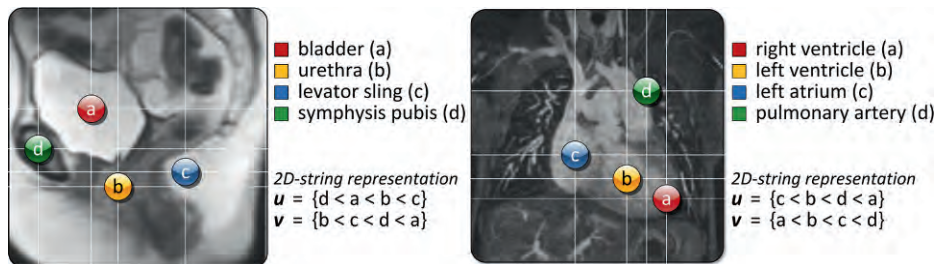 bladder (a)
urethra (b)
levator sling (c)
symphysis pubis (d)
2D-string representation
u = {d < a < b < c}
v = {b < c < d < a}
a
d
c
b
right ventricle (a)
left ventricle (b)
left atrium (c)
pulmonary artery (d)
2D-string representation
u = {c < b < d < a}
v = {a < b < c < d}
d
c
b
a